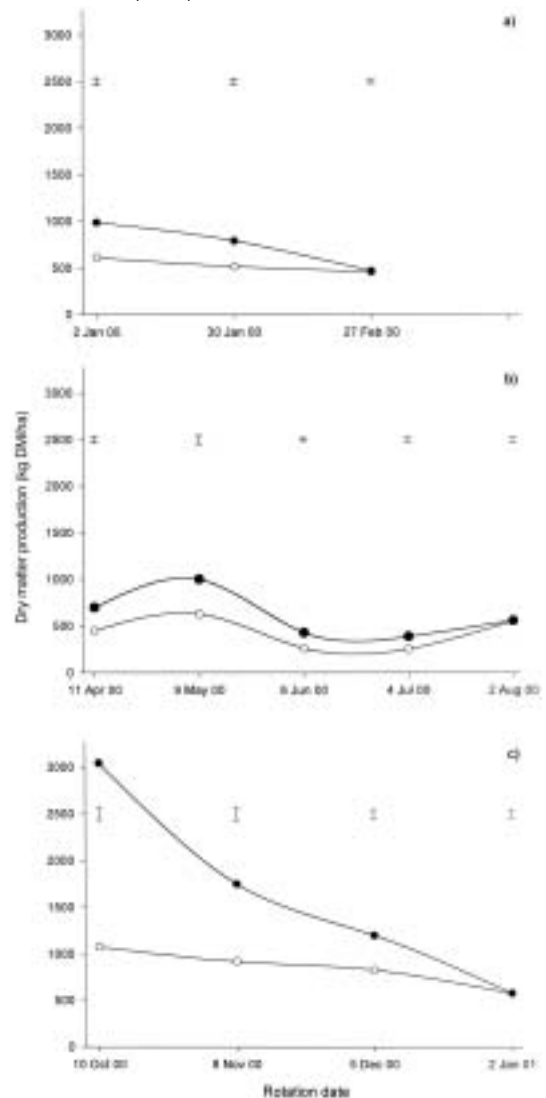 a)
3000
2500
2000
1500
1000
500
0
2 Jan 00
30 Jan 00
27 Feb 00
b)
3000
2500
2000
1500
1000
500
0
11 Apr 00
9 May 00
6 Jun 00
4 Jul 00
2 Aug 00
Dry matter production (kg DM/ha)
c)
3000
2500
2000
1500
1000
500
0
10 Oct 00
8 Nov 00
5 Dec 00
2 Jan 01
Rotation date